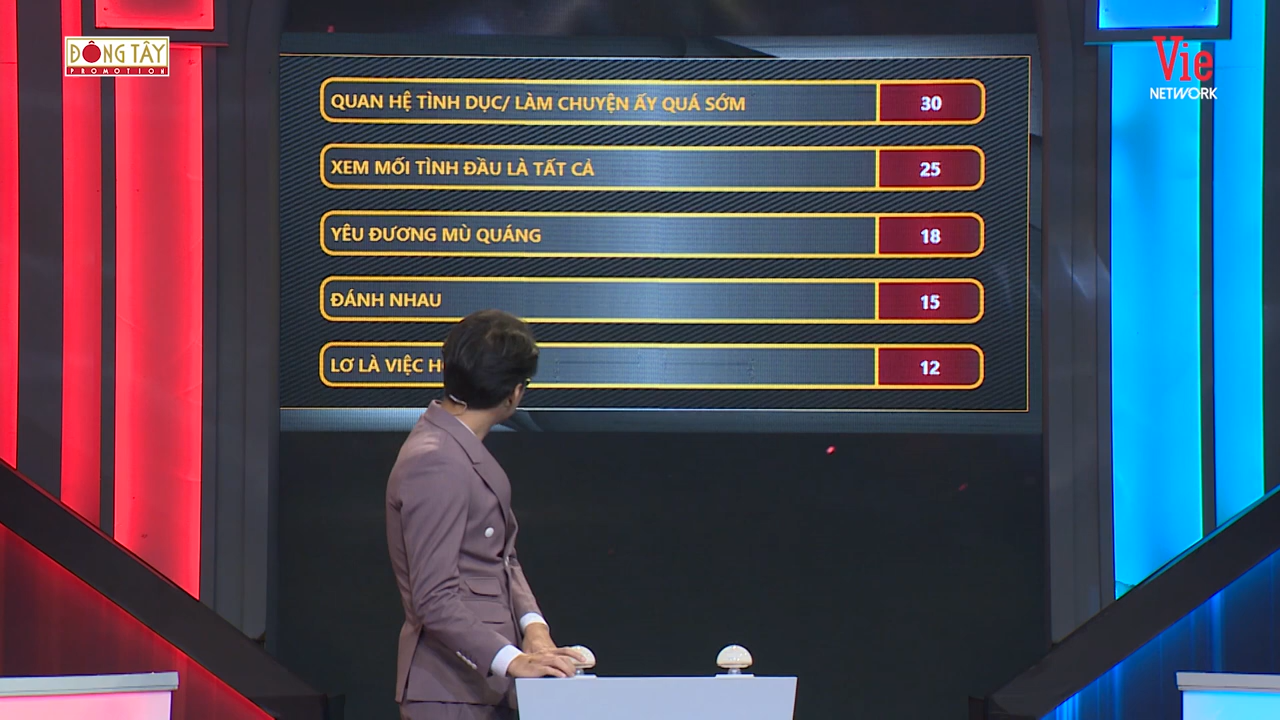 ĐÔNG TÂY
PROMOTION
Vie
NETWORK
QUAN HỆ TÌNH DỤC/ LÀM CHUYỆN ẤY QUÁ SỚM 30
XEM MỐI TÌNH ĐẦU LÀ TẤT CẢ 25
YÊU ĐƯƠNG MÙ QUÁNG 18
ĐÁNH NHAU 15
LƠ LÀ VIỆC 12